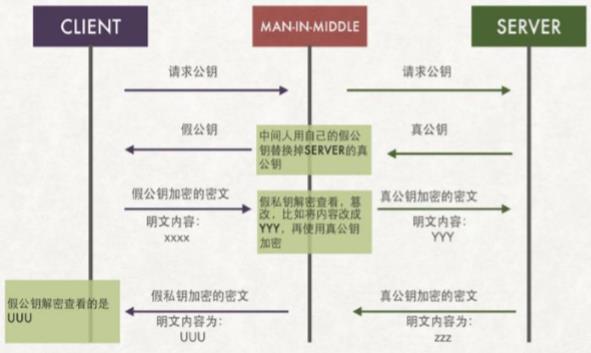 CLIENT
MAN-IN-MIDDLE
SERVER
请求公钥
请求公钥
假公钥
中间人用自己的假公
钥替换掉SERVER的真
公钥
真公钥
假公钥加密的密文
明文内容:
xxxx
假私钥解密查看，篡
改，比如将内容改成
YYY，再使用真公钥
加密
真公钥加密的密文
明文内容:
YYY
假公钥解密查看的是
UUU
假私钥加密的密文
明文内容为:
UUU
真公钥加密的密文
明文内容为:
zzz